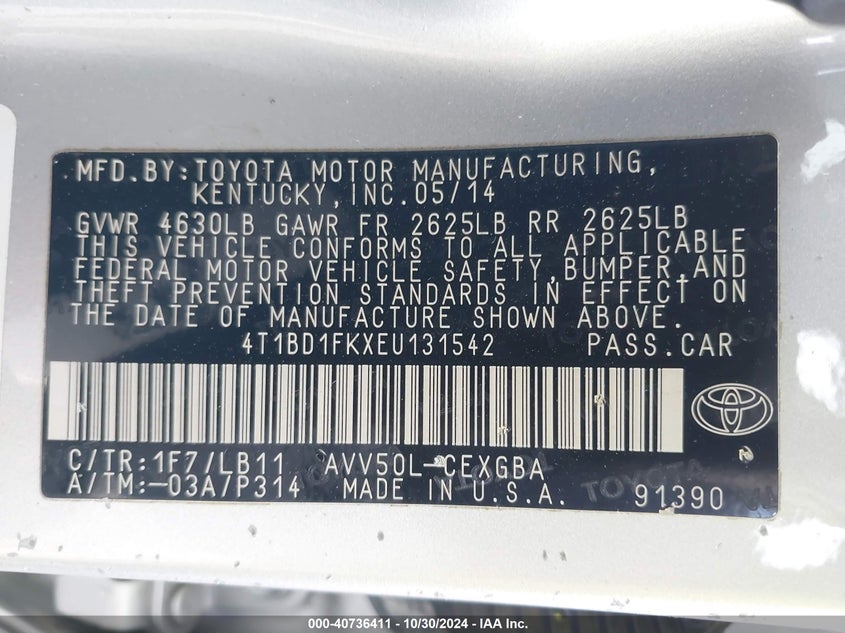 MFD.BY:TOYOTA MOTOR MANUFACTURING,
KENTUCKY,INC.05/14
GVWR 4630LB GAWR FR 2625LB RR 2625LB
THIS VEHICLE CONFORMS TO ALL APPLICABLE
FEDERAL MOTOR VEHICLE SAFETY,BUMPER,AND
THEFT PREVENTION STANDARDS IN EFFECT ON
THE DATE OF MANUFACTURE SHOWN ABOVE.
4T1BD1FKXEU131542 PASS.CAR
C/TR:1F7/LB11 AVV50L-CEXGBA
A/TM:-03A/P314 MADE IN U.S.A. 91390
TOYOTA
000-40736411 - 10/30/2024 - IAA Inc.